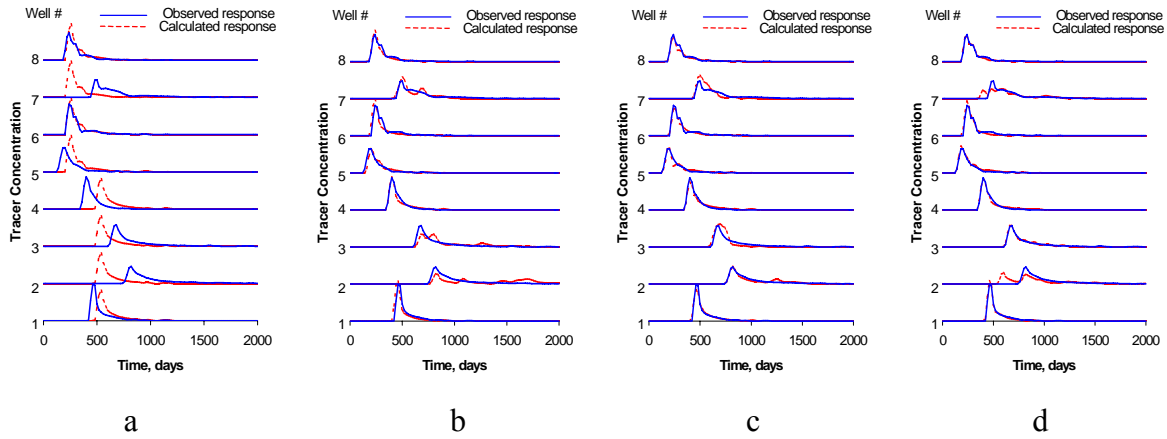 Well #
Observed response
Calculated response
8
7
6
5
4
3
2
1
Tracer Concentration
0 500 1000 1500 2000
Time, days
a
Well #
Observed response
Calculated response
8
7
6
5
4
3
2
1
Tracer Concentration
0 500 1000 1500 2000
Time, days
b
Well #
Observed response
Calculated response
8
7
6
5
4
3
2
1
Tracer Concentration
0 500 1000 1500 2000
Time, days
c
Well #
Observed response
Calculated response
8
7
6
5
4
3
2
1
Tracer Concentration
0 500 1000 1500 2000
Time, days
d